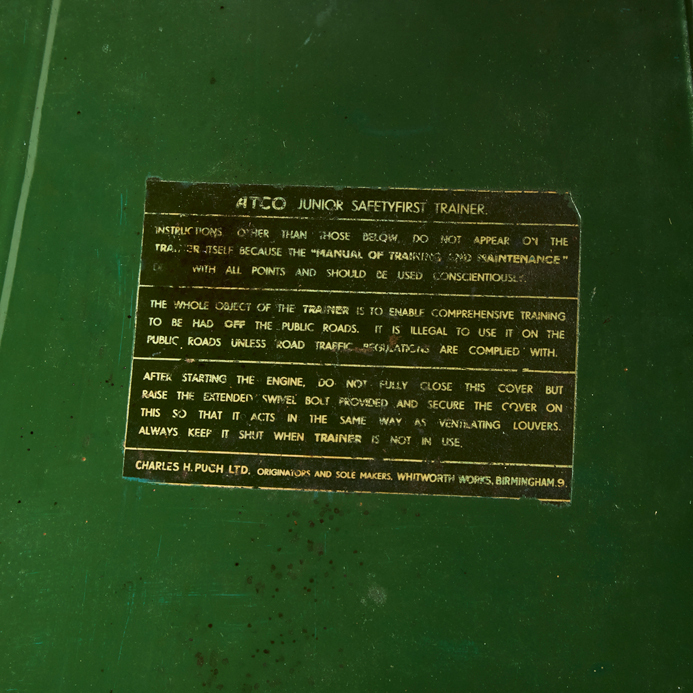 ATCO JUNIOR SAFETYFIRST TRAINER.
INSTRUCTIONS, OTHER THAN THOSE BELOW, DO NOT APPEAR ON THE
TRAINER ITSELF BECAUSE THE "MANUAL OF TRAINING AND MAINTENANCE"
WITH ALL POINTS AND SHOULD BE USED CONSCIENTIOUSLY.
THE WHOLE OBJECT OF THE TRAINER IS TO ENABLE COMPREHENSIVE TRAINING
TO BE HAD OFF THE PUBLIC ROADS. IT IS ILLEGAL TO USE IT ON THE
PUBLIC ROADS UNLESS ROAD TRAFFIC REGULATIONS ARE COMPLIED WITH.
AFTER STARTING THE ENGINE, DO NOT FULLY CLOSE THIS COVER BUT
RAISE THE EXTENDED SWIVEL BOLT PROVIDED AND SECURE THE COVER ON
THIS SO THAT IT ACTS IN THE SAME WAY AS VENTILATING LOUVERS.
ALWAYS KEEP IT SHUT WHEN TRAINER IS NOT IN USE.
CHARLES H. PUGH LTD. ORIGINATORS AND SOLE MAKERS. WHITWORTH WORKS, BIRMINGHAM.9.